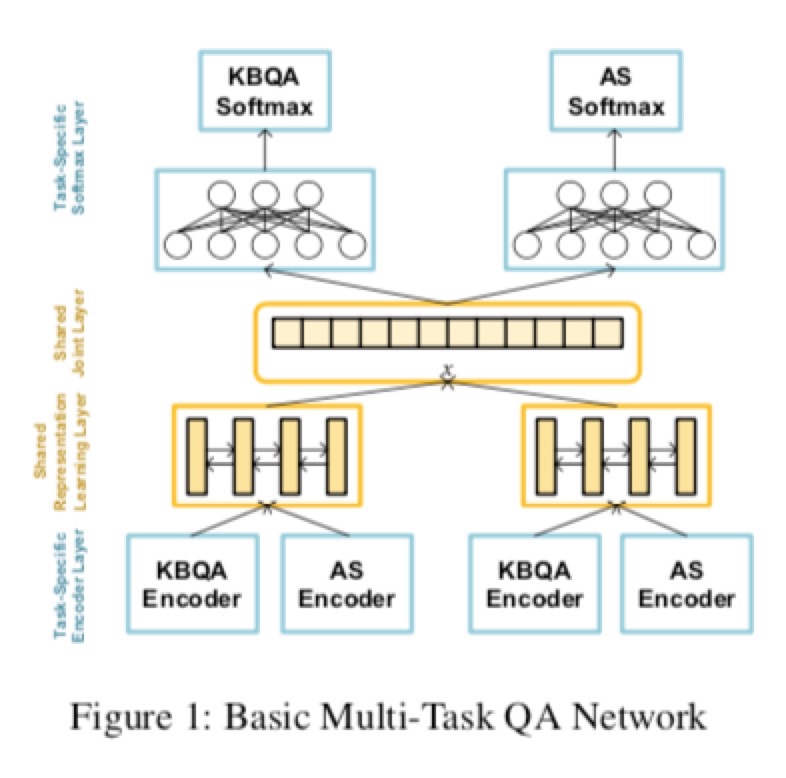 KBQA
Softmax
AS
Softmax
Task-Specific
Softmax Layer
Shared
Joint Layer
x
Shared
Representation
Learning Layer
Task-Specific
Encoder Layer
KBQA
Encoder
AS
Encoder
KBQA
Encoder
AS
Encoder
Figure 1: Basic Multi-Task QA Network